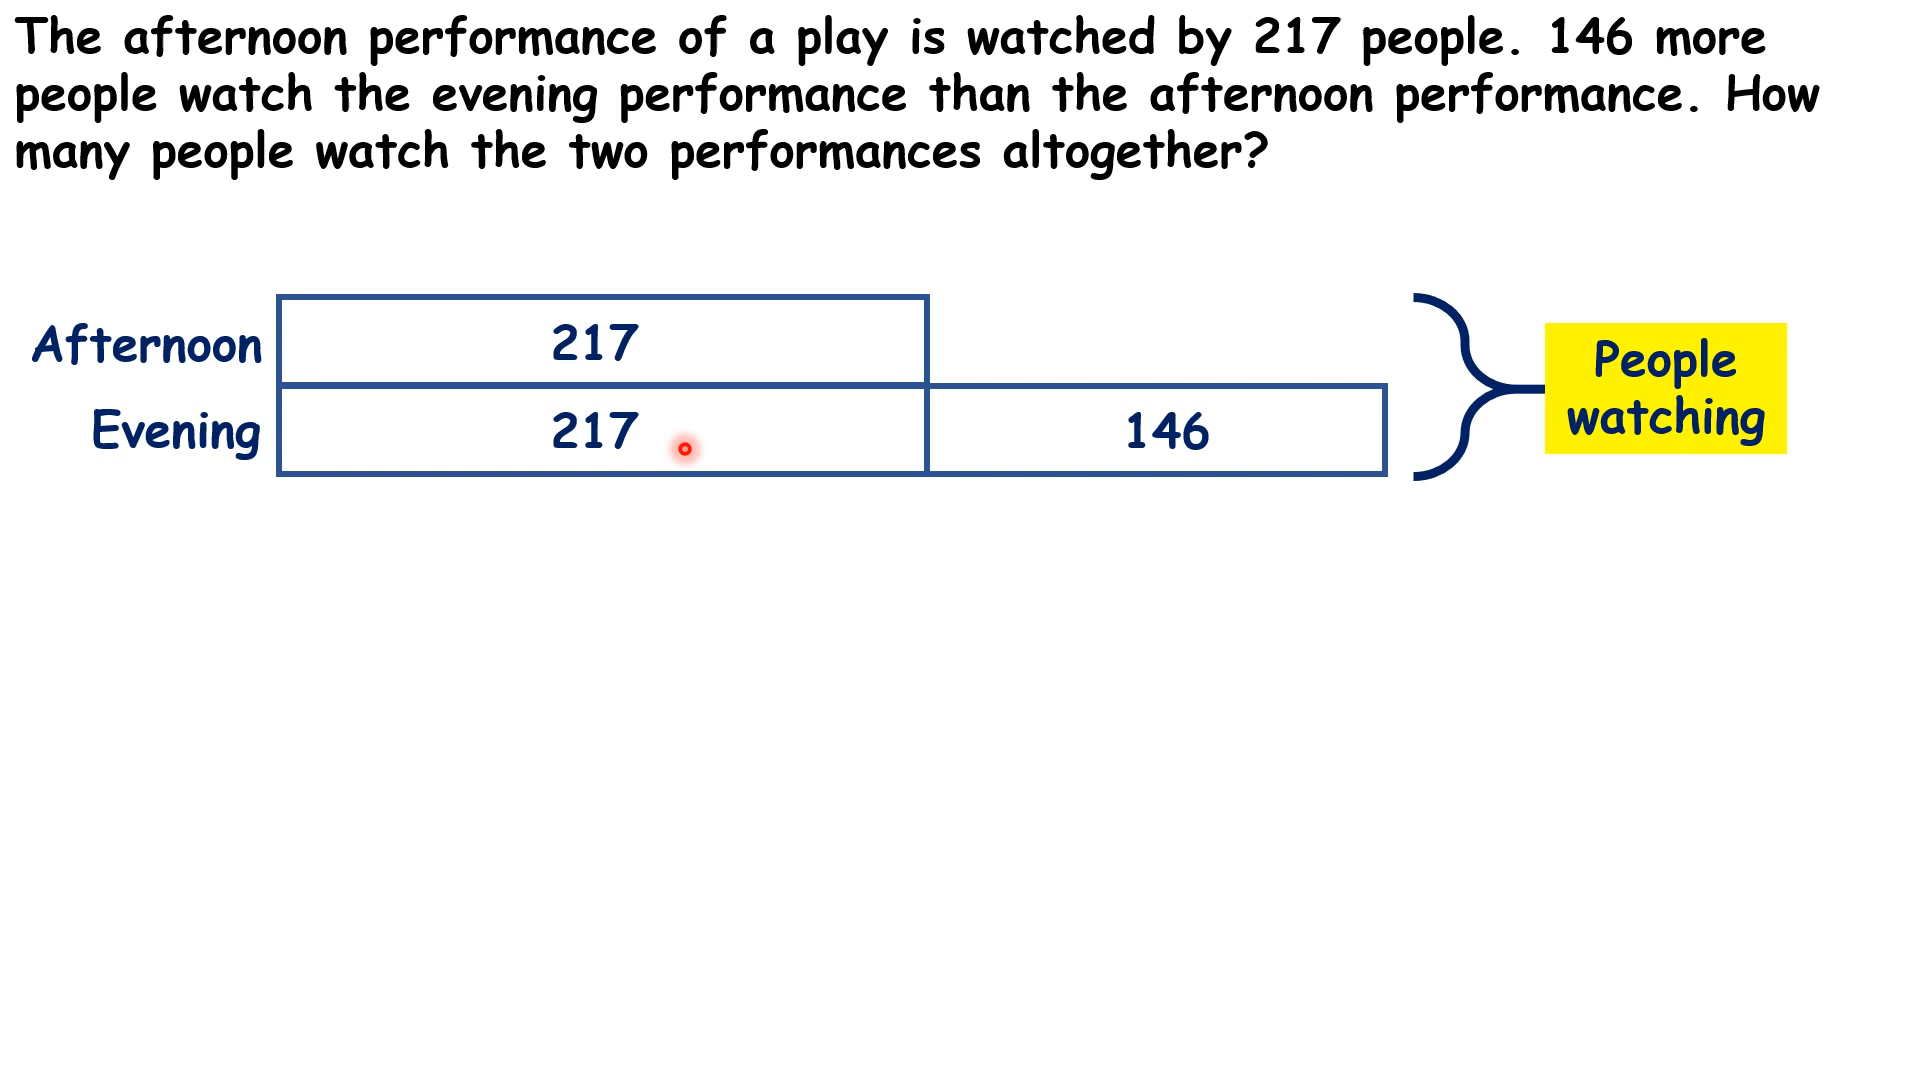 The afternoon performance of a play is watched by 217 people. 146 more
people watch the evening performance than the afternoon performance. How
many people watch the two performances altogether?
Afternoon 217
Evening 217 146
People
watching